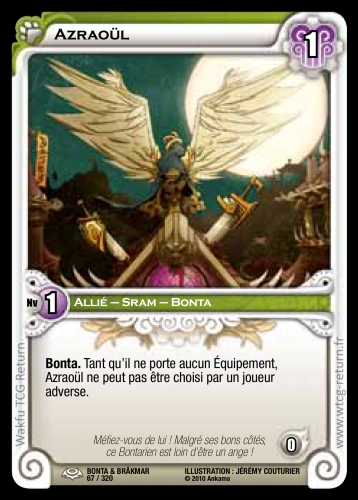 AZRAOÜL
1
Nv 1 ALLIÉ – SRAM – BONTA
Bonta. Tant qu'il ne porte aucun Équipement,
Azraoül ne peut pas être choisi par un joueur
adverse.
Méfiez-vous de lui ! Malgré ses bons côtés,
ce Bontarien est loin d'être un ange !
0
BONTA & BRÂKMAR
67 / 320
ILLUSTRATION : JÉRÉMY COUTURIER
© 2010 Ankama
Wakfu TCG Return
www.wtcg-return.fr